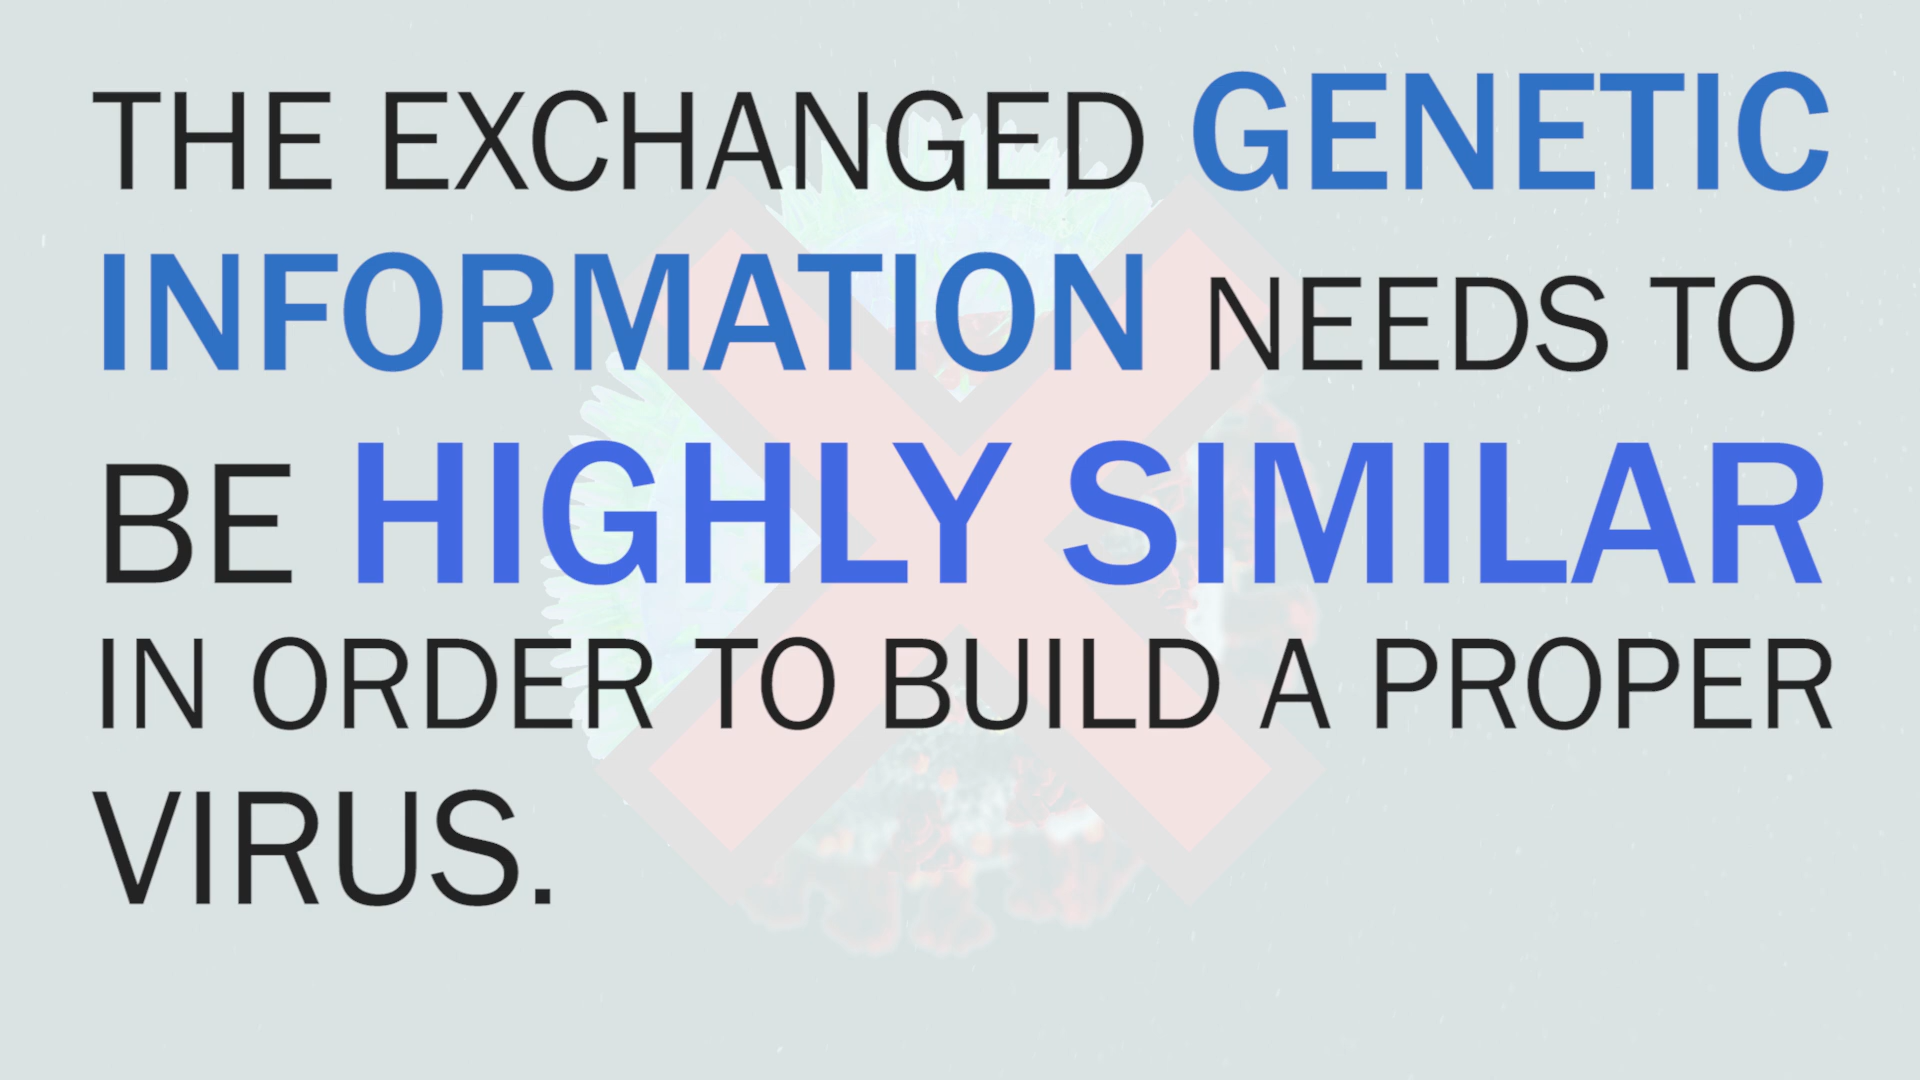 THE EXCHANGED GENETIC
INFORMATION NEEDS TO
BE HIGHLY SIMILAR
IN ORDER TO BUILD A PROPER
VIRUS.